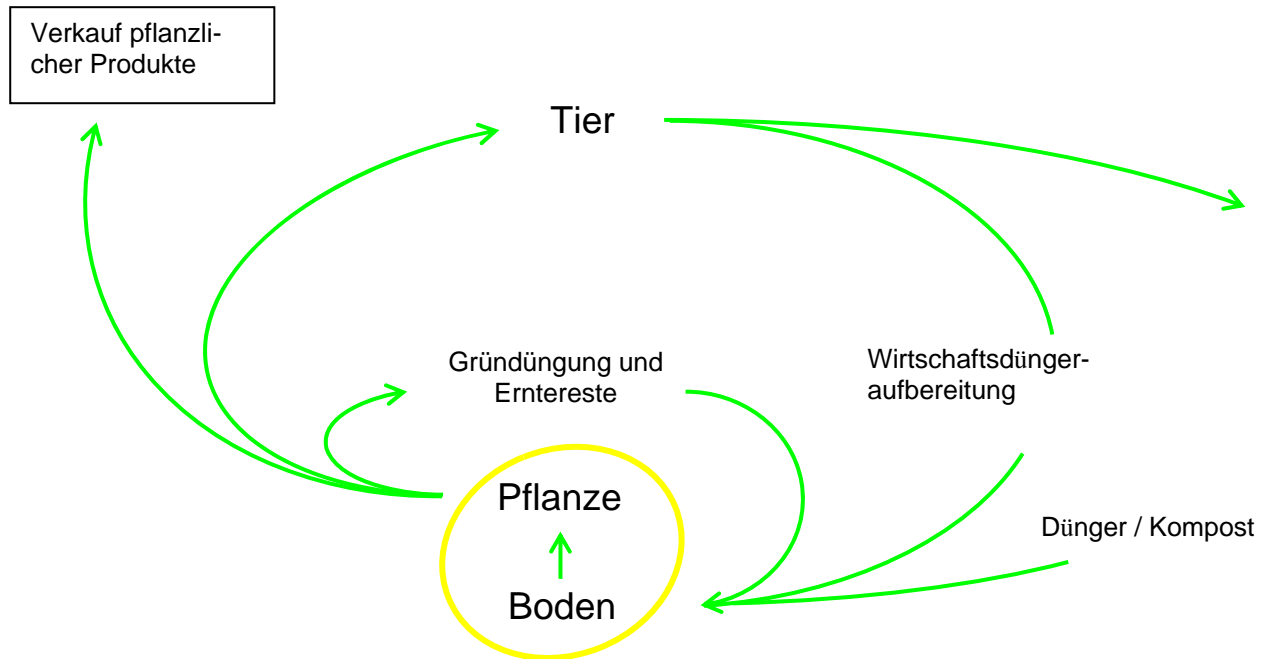 Verkauf pflanzli-
cher Produkte
Tier
Gründüngung und
Erntereste
Wirtschaftsdünger-
aufbereitung
Pflanze
Dünger / Kompost
Boden